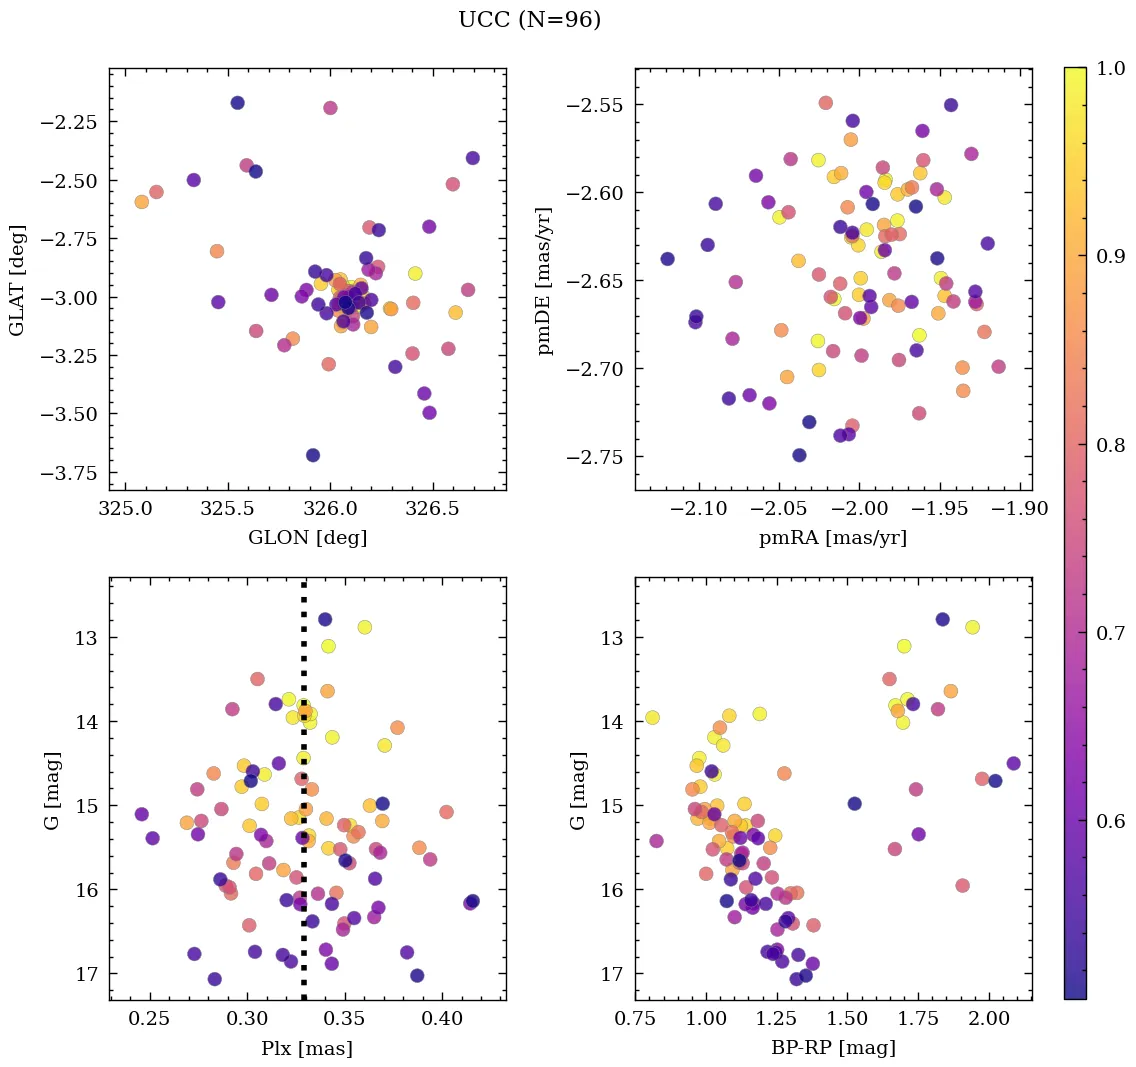 UCC (N=96)
−2.25
−2.50
−2.75
−3.00
−3.25
−3.50
−3.75
GLAT [deg]
325.0 325.5 326.0 326.5
GLON [deg]
−2.55
−2.60
−2.65
−2.70
−2.75
pmDE [mas/yr]
−2.10 −2.05 −2.00 −1.95 −1.90
pmRA [mas/yr]
1.0
0.9
0.8
0.7
0.6
13
14
15
16
17
G [mag]
0.25 0.30 0.35 0.40
Plx [mas]
13
14
15
16
17
G [mag]
0.75 1.00 1.25 1.50 1.75 2.00
BP-RP [mag]